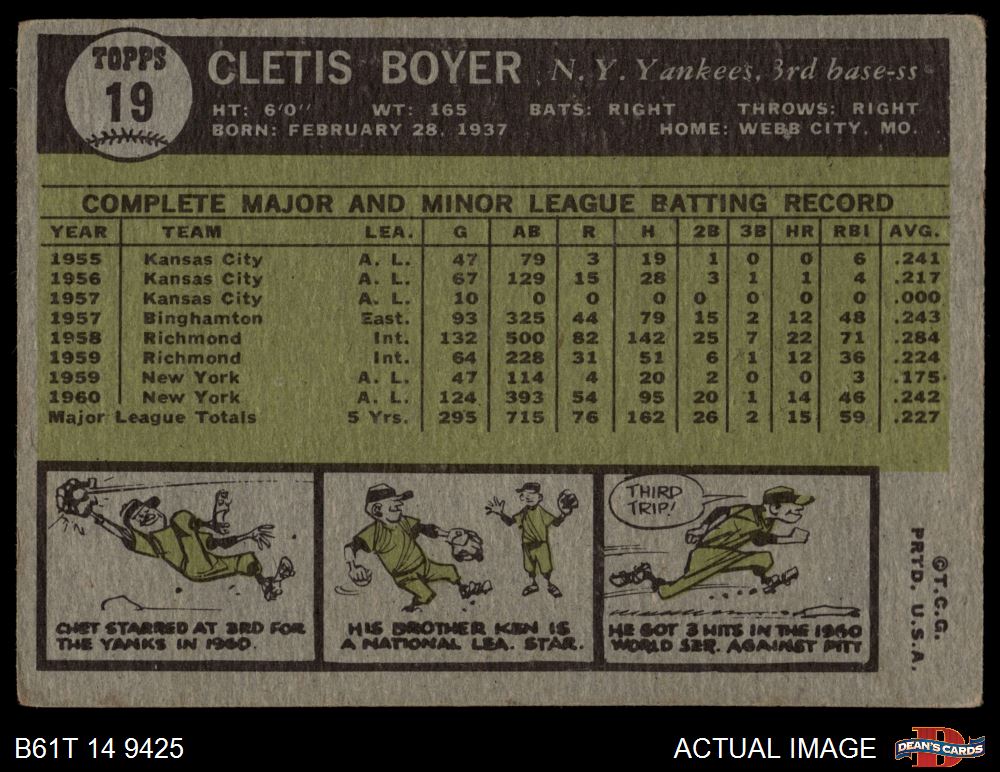 TOPPS
19
CLETIS BOYER N. Y. Yankees, 3rd base-ss
HT: 6'0" WT: 165 BATS: RIGHT THROWS: RIGHT
BORN: FEBRUARY 28, 1937 HOME: WEBB CITY, MO.
COMPLETE MAJOR AND MINOR LEAGUE BATTING RECORD
YEAR TEAM LEA. G AB R H 2B 3B HR RBI AVG.
1955 Kansas City A. L. 47 79 3 19 1 0 0 6 .241
1956 Kansas City A. L. 67 129 15 28 3 1 1 4 .217
1957 Kansas City A. L. 10 0 0 0 0 0 0 0 .000
1957 Binghamton East. 93 325 44 79 15 2 12 48 .243
1958 Richmond Int. 132 500 82 142 25 7 22 71 .284
1959 Richmond Int. 64 228 31 51 6 1 12 36 .224
1959 New York A. L. 47 114 4 20 2 0 0 3 .175
1960 New York A. L. 124 393 54 95 20 1 14 46 .242
Major League Totals 5 Yrs. 295 715 76 162 26 2 15 59 .227
CHET STARRED AT 3RD FOR
THE YANKS IN 1960.
HIS BROTHER KEN IS
A NATIONAL LEA. STAR.
THIRD
TRIP!
HE GOT 3 HITS IN THE 1960
WORLD SER. AGAINST PITT
©T.C.G.
PRTD. U.S.A.
B61T 14 9425
ACTUAL IMAGE
D
DEAN'S CARDS